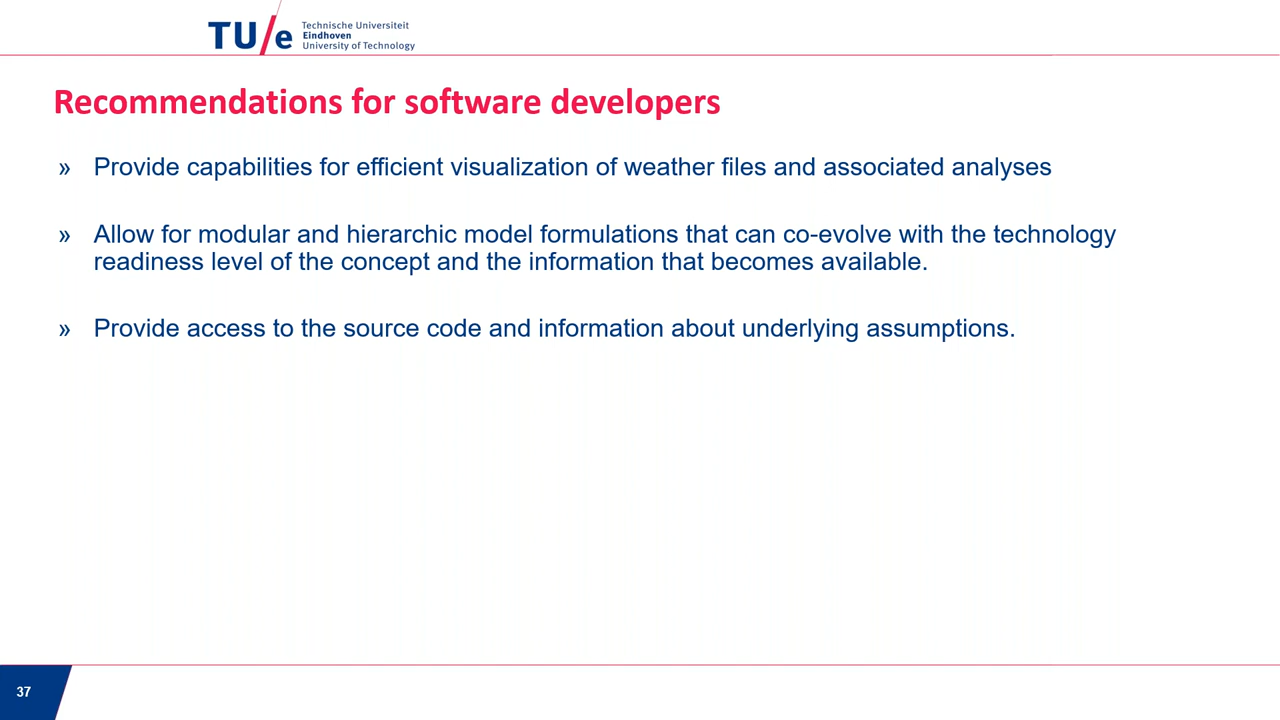 TU/e
Technische Universiteit
Eindhoven
University of Technology
Recommendations for software developers
» Provide capabilities for efficient visualization of weather files and associated analyses
» Allow for modular and hierarchic model formulations that can co-evolve with the technology
readiness level of the concept and the information that becomes available.
» Provide access to the source code and information about underlying assumptions.
37